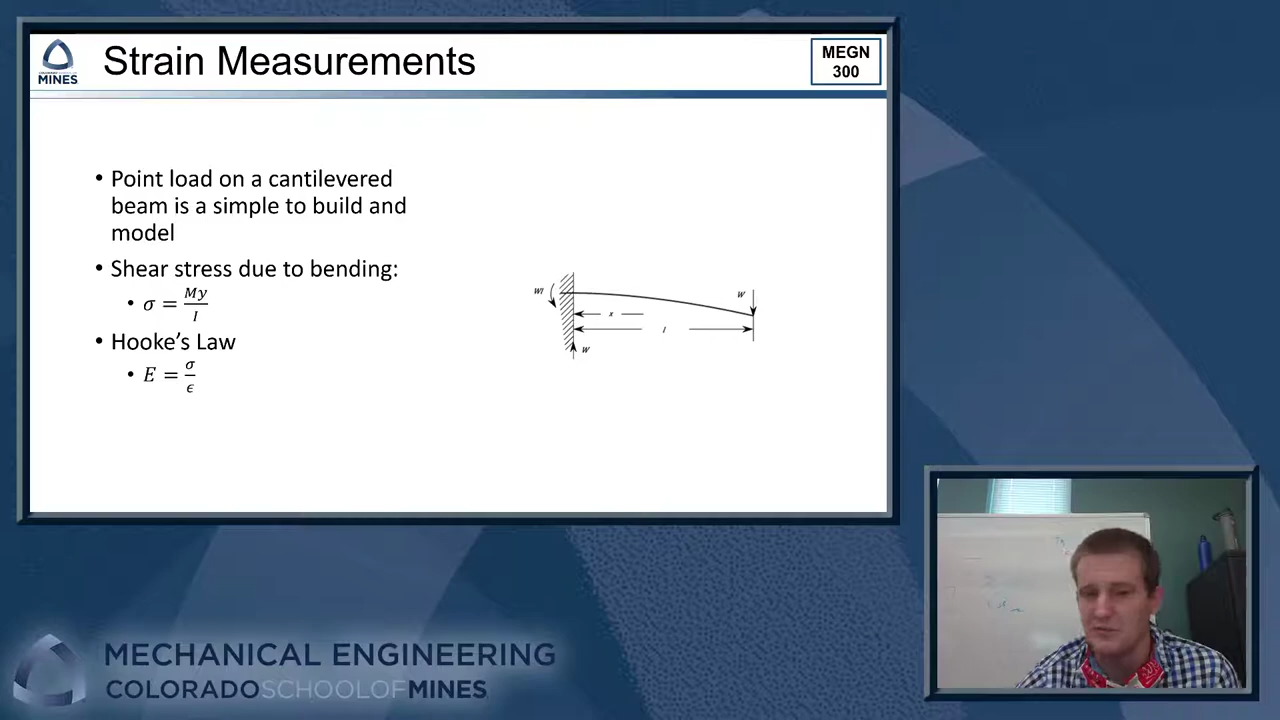 MINES
Strain Measurements
MEGN
300
• Point load on a cantilevered
beam is a simple to build and
model
• Shear stress due to bending:
• σ = My/I
• Hooke's Law
• E = σ/ϵ
Wl
W
x
l
W
MECHANICAL ENGINEERING
COLORADOSCHOOLOFMINES